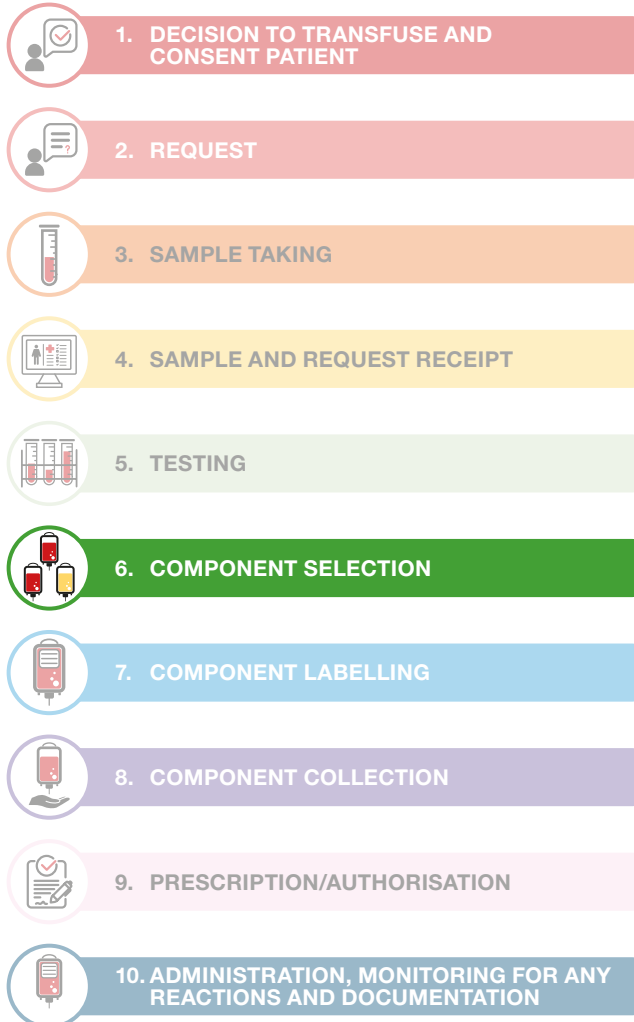 1. DECISION TO TRANSFUSE AND
CONSENT PATIENT
?
2. REQUEST
3. SAMPLE TAKING
4. SAMPLE AND REQUEST RECEIPT
5. TESTING
6. COMPONENT SELECTION
7. COMPONENT LABELLING
8. COMPONENT COLLECTION
9. PRESCRIPTION/AUTHORISATION
10. ADMINISTRATION, MONITORING FOR ANY
REACTIONS AND DOCUMENTATION